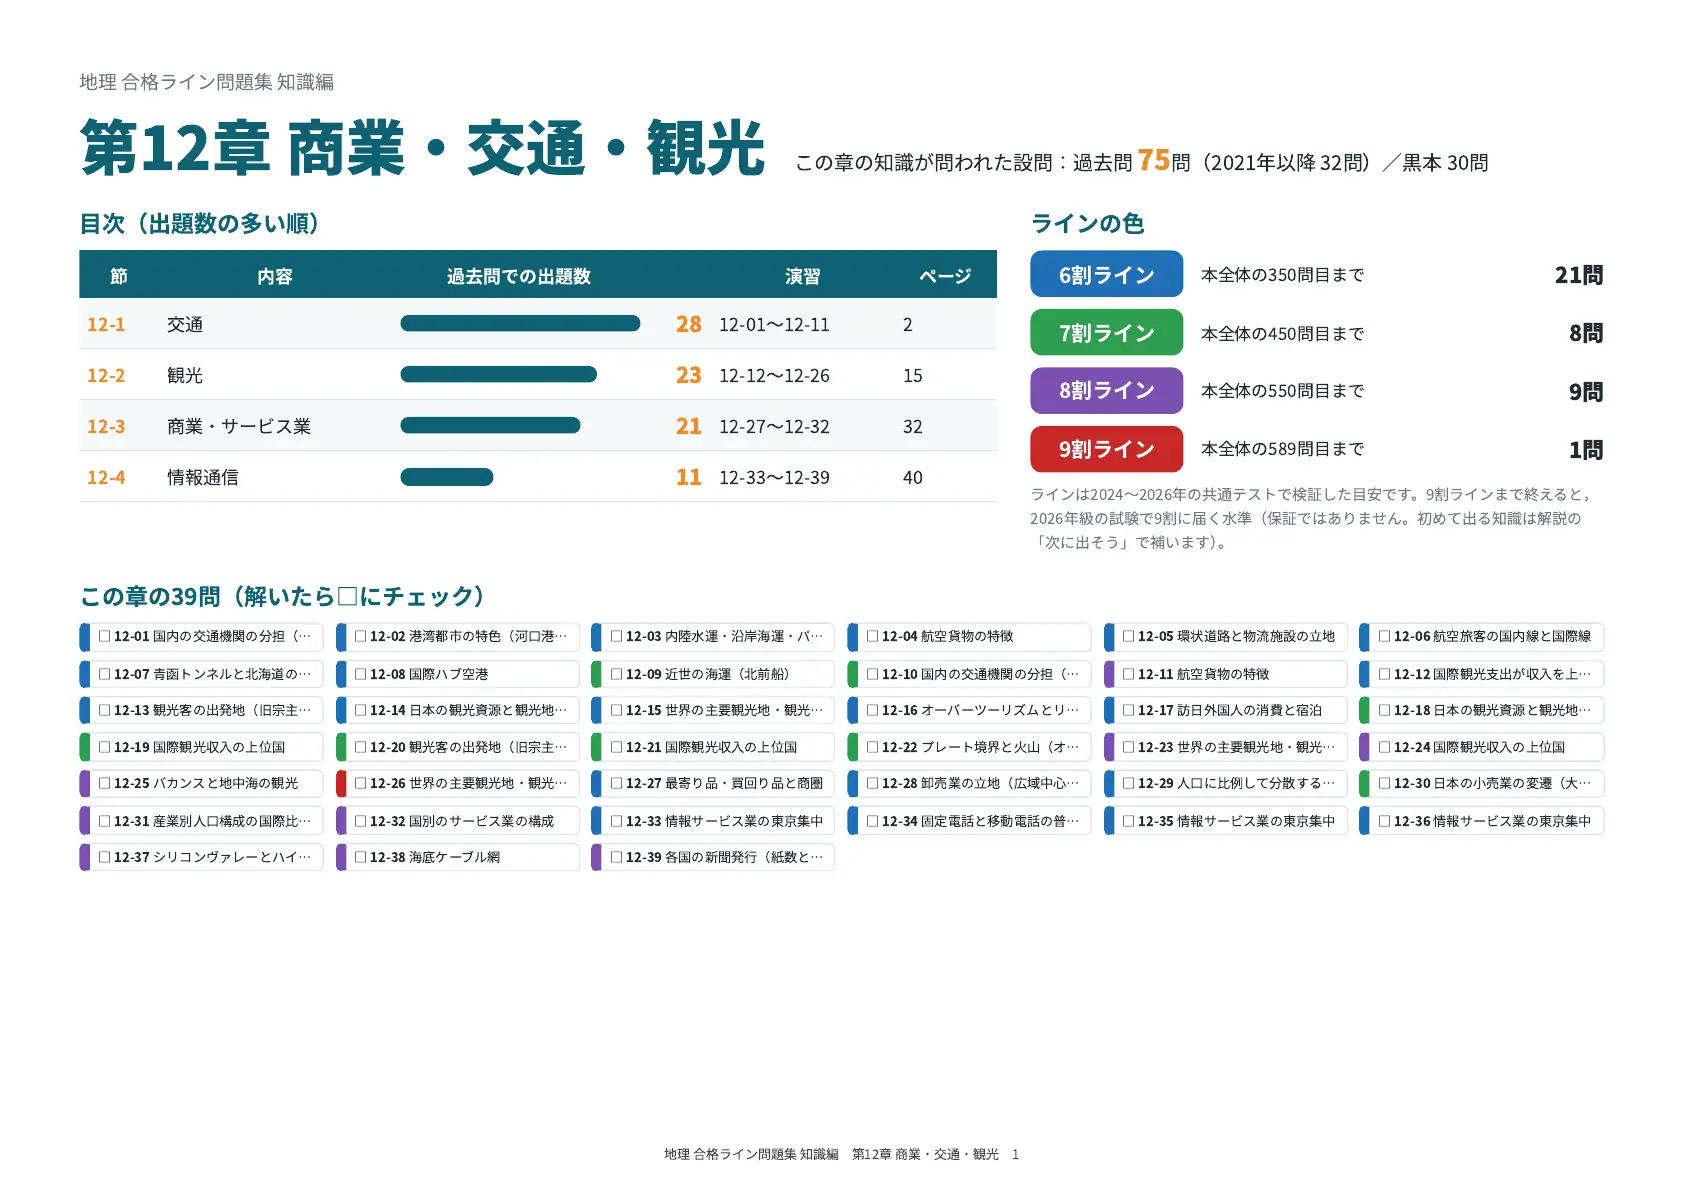 地理 合格ライン問題集 知識編
第12章 商業・交通・観光
この章の知識が問われた設問：過去問 75問（2021年以降 32問）／黒本 30問
目次（出題数の多い順）
節 内容 過去問での出題数 演習 ページ
12-1 交通 28 12-01〜12-11 2
12-2 観光 23 12-12〜12-26 15
12-3 商業・サービス業 21 12-27〜12-32 32
12-4 情報通信 11 12-33〜12-39 40
ラインの色
6割ライン 本全体の350問目まで 21問
7割ライン 本全体の450問目まで 8問
8割ライン 本全体の550問目まで 9問
9割ライン 本全体の589問目まで 1問
ラインは2024〜2026年の共通テストで検証した目安です。9割ラインまで終えると，
2026年級の試験で9割に届く水準（保証ではありません。初めて出る知識は解説の
「次に出そう」で補います）。
この章の39問（解いたら□にチェック）
□ 12-01 国内の交通機関の分担（… □ 12-02 港湾都市の特色（河口港… □ 12-03 内陸水運・沿岸海運・パ… □ 12-04 航空貨物の特徴 □ 12-05 環状道路と物流施設の立地 □ 12-06 航空旅客の国内線と国際線
□ 12-07 青函トンネルと北海道の… □ 12-08 国際ハブ空港 □ 12-09 近世の海運（北前船） □ 12-10 国内の交通機関の分担（… □ 12-11 航空貨物の特徴 □ 12-12 国際観光支出が収入を上…
□ 12-13 観光客の出発地（旧宗主… □ 12-14 日本の観光資源と観光地… □ 12-15 世界の主要観光地・観光… □ 12-16 オーバーツーリズムとリ… □ 12-17 訪日外国人の消費と宿泊 □ 12-18 日本の観光資源と観光地…
□ 12-19 国際観光収入の上位国 □ 12-20 観光客の出発地（旧宗主… □ 12-21 国際観光収入の上位国 □ 12-22 プレート境界と火山（オ… □ 12-23 世界の主要観光地・観光… □ 12-24 国際観光収入の上位国
□ 12-25 バカンスと地中海の観光 □ 12-26 世界の主要観光地・観光… □ 12-27 最寄り品・買回り品と商圏 □ 12-28 卸売業の立地（広域中心… □ 12-29 人口に比例して分散する… □ 12-30 日本の小売業の変遷（大…
□ 12-31 産業別人口構成の国際比… □ 12-32 国別のサービス業の構成 □ 12-33 情報サービス業の東京集中 □ 12-34 固定電話と移動電話の普… □ 12-35 情報サービス業の東京集中 □ 12-36 情報サービス業の東京集中
□ 12-37 シリコンヴァレーとハイ… □ 12-38 海底ケーブル網 □ 12-39 各国の新聞発行（紙数と…
地理 合格ライン問題集 知識編 第12章 商業・交通・観光 1